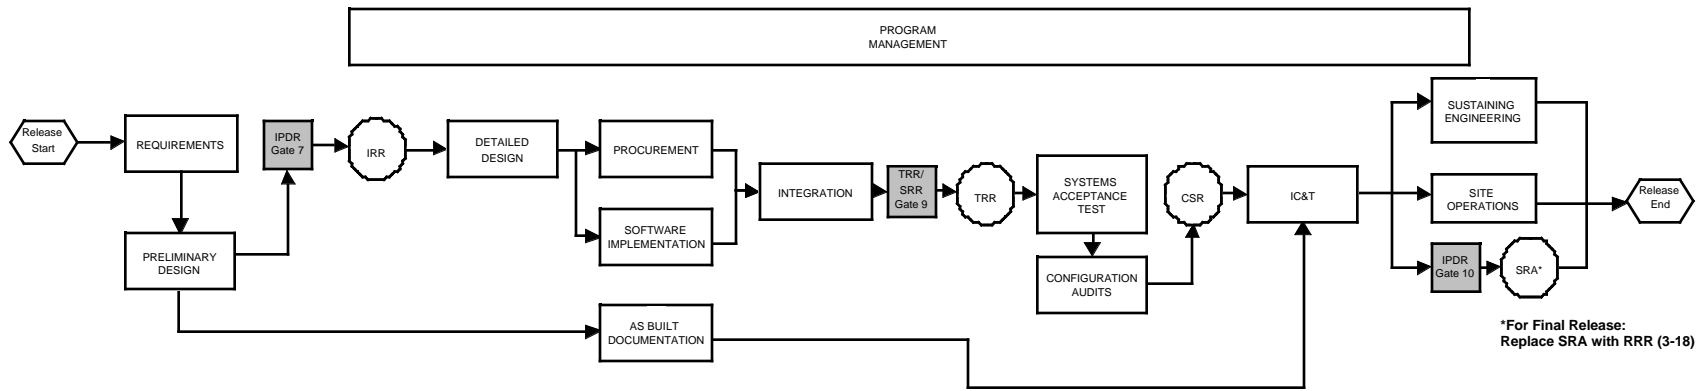 PROGRAM
MANAGEMENT
Release
Start
REQUIREMENTS
PRELIMINARY
DESIGN
IPDR
Gate 7
IRR
DETAILED
DESIGN
PROCUREMENT
SOFTWARE
IMPLEMENTATION
AS BUILT
DOCUMENTATION
INTEGRATION
TRR/
SRR
Gate 9
TRR
SYSTEMS
ACCEPTANCE
TEST
CONFIGURATION
AUDITS
CSR
IC&T
SUSTAINING
ENGINEERING
SITE
OPERATIONS
IPDR
Gate 10
SRA*
Release
End
*For Final Release:
Replace SRA with RRR (3-18)